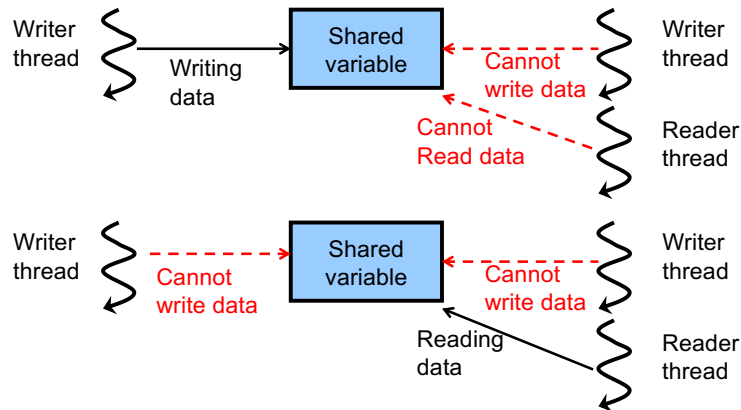 Writer
thread
Writing
data
Shared
variable
Cannot
write data
Writer
thread
Cannot
Read data
Reader
thread
Writer
thread
Cannot
write data
Shared
variable
Cannot
write data
Writer
thread
Reading
data
Reader
thread